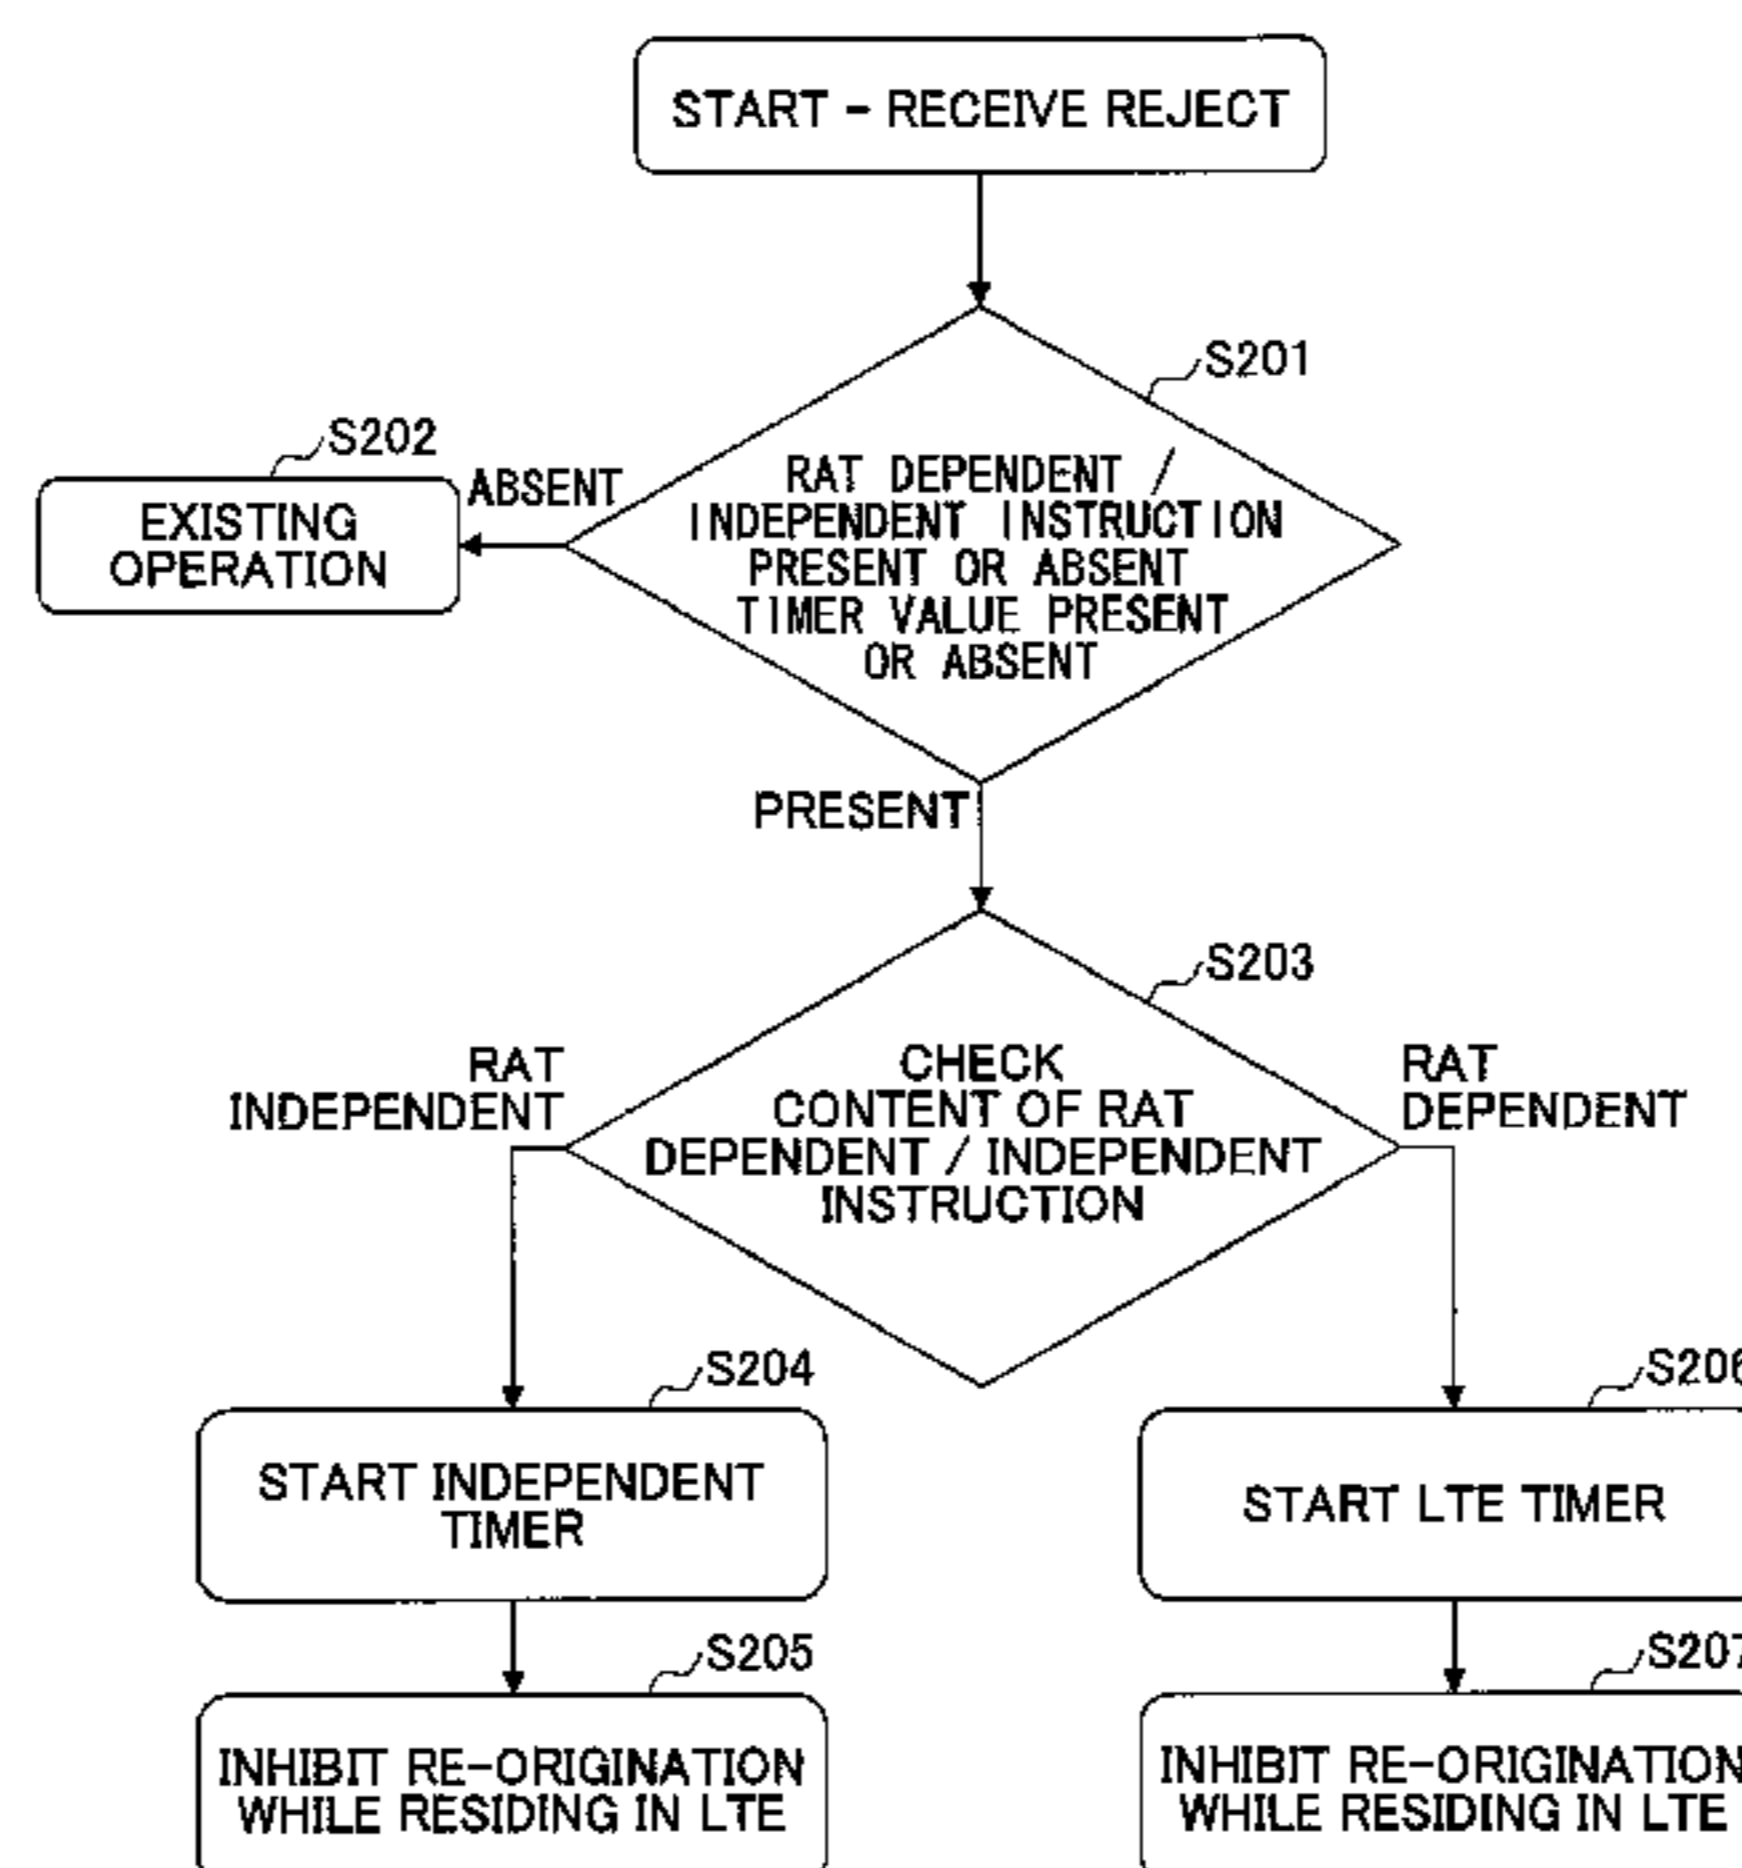 START - RECEIVE REJECT
S201
S202
ABSENT
EXISTING
OPERATION
RAT DEPENDENT /
INDEPENDENT INSTRUCTION
PRESENT OR ABSENT
TIMER VALUE PRESENT
OR ABSENT
PRESENT
S203
RAT
INDEPENDENT
CHECK
CONTENT OF RAT
DEPENDENT / INDEPENDENT
INSTRUCTION
RAT
DEPENDENT
S204
START INDEPENDENT
TIMER
S206
START LTE TIMER
S205
INHIBIT RE-ORIGINATION
WHILE RESIDING IN LTE
S207
INHIBIT RE-ORIGINATION
WHILE RESIDING IN LTE